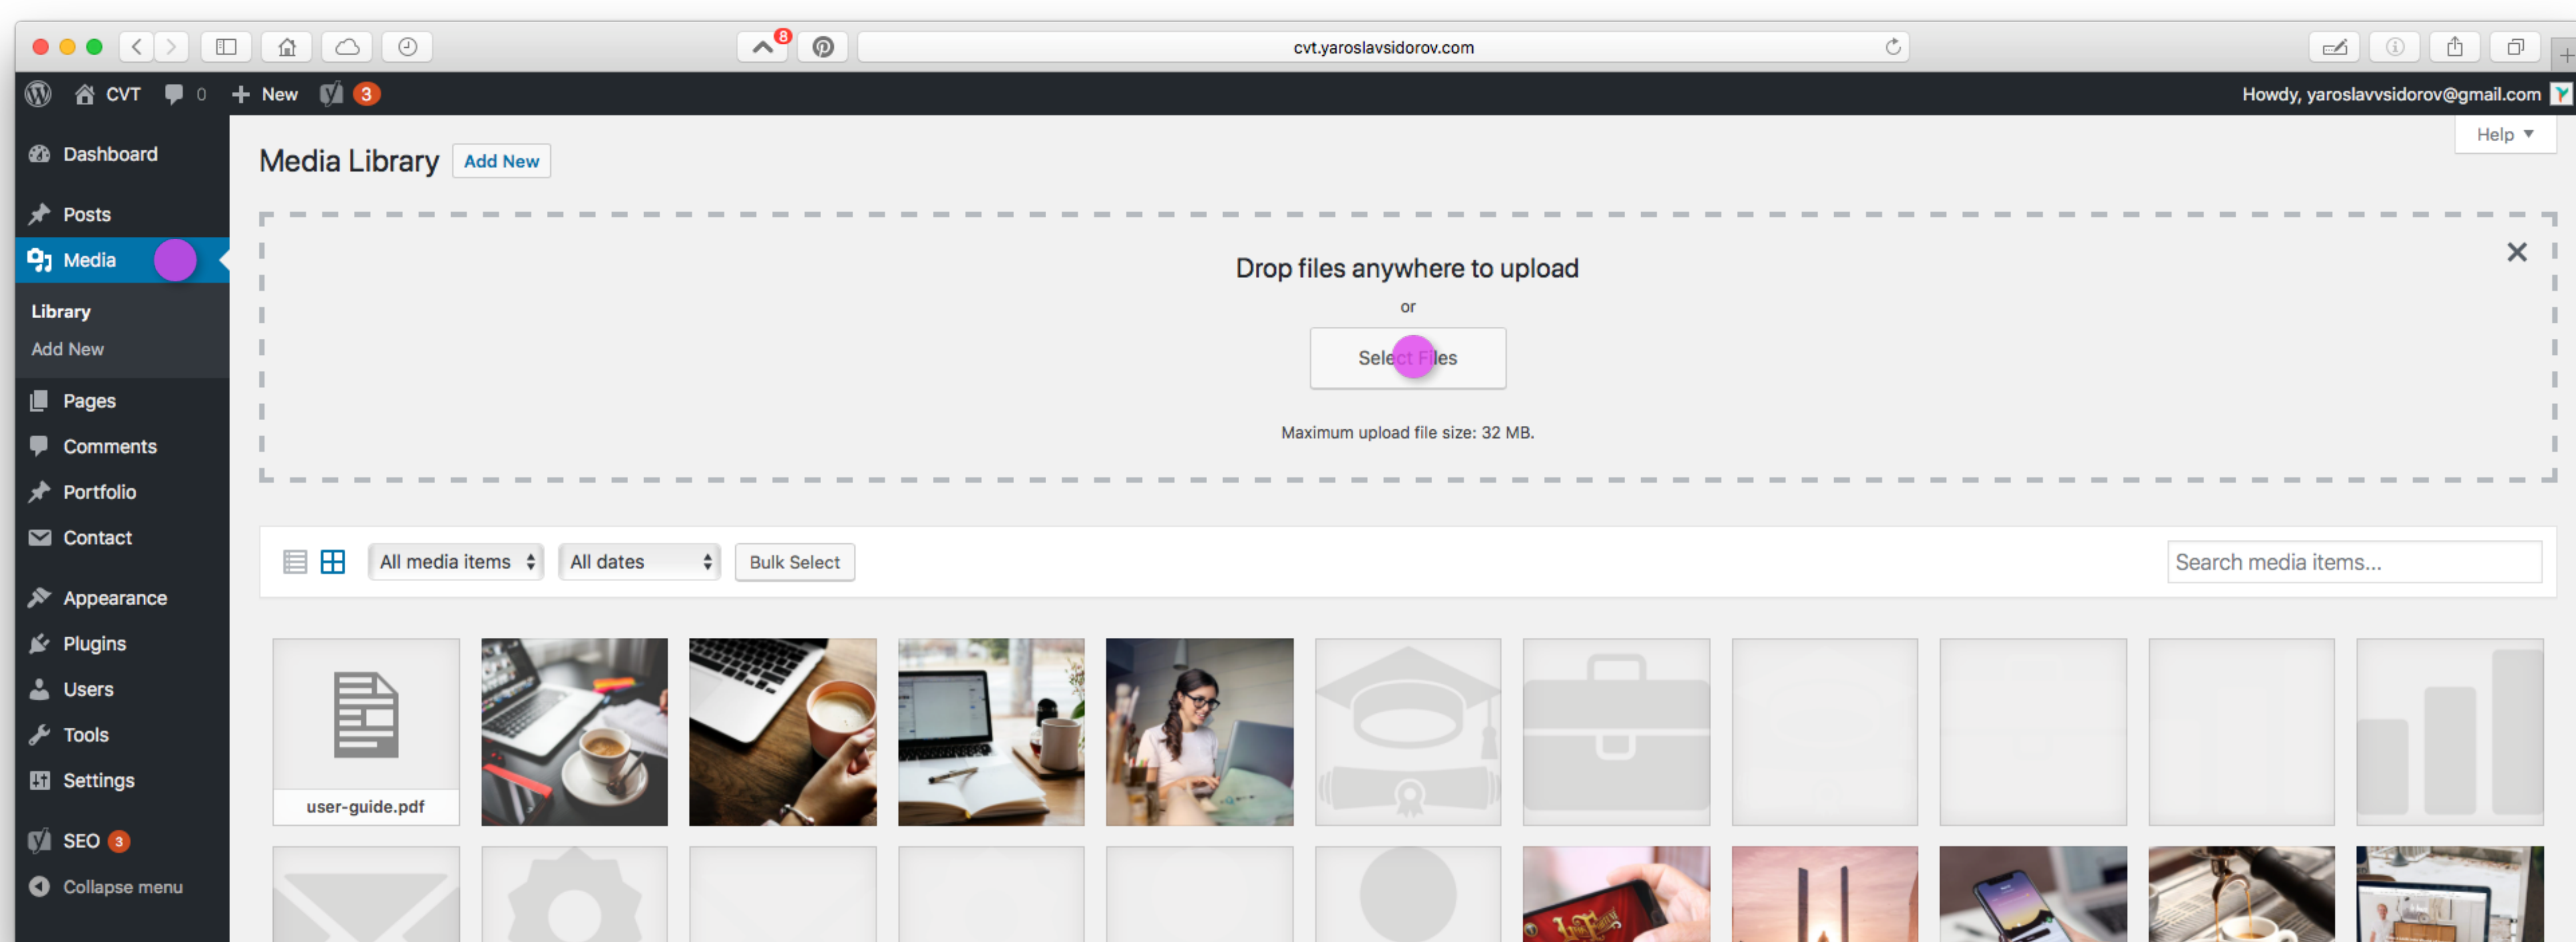 8
cvt.yaroslavsidorov.com
CVT
0
New
3
Howdy, yaroslavvsidorov@gmail.com
Help
Dashboard
Posts
Media
Library
Add New
Pages
Comments
Portfolio
Contact
Appearance
Plugins
Users
Tools
Settings
SEO 3
Collapse menu
Media Library
Add New
Drop files anywhere to upload
or
Select Files
Maximum upload file size: 32 MB.
All media items
All dates
Bulk Select
Search media items...
user-guide.pdf